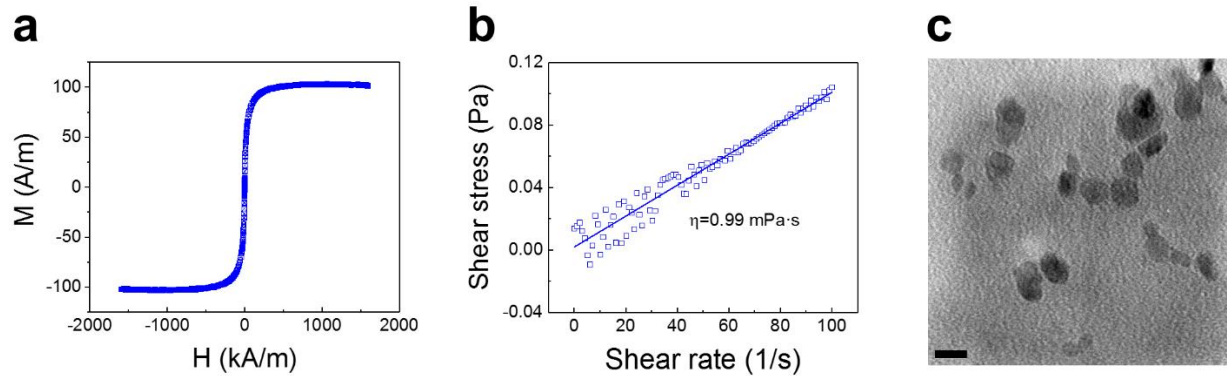 a
M (A/m)
100
50
0
-50
-100
-2000 -1000 0 1000 2000
H (kA/m)
b
Shear stress (Pa)
0.12
0.08
0.04
0.00
-0.04
η=0.99 mPa·s
0 20 40 60 80 100
Shear rate (1/s)
c